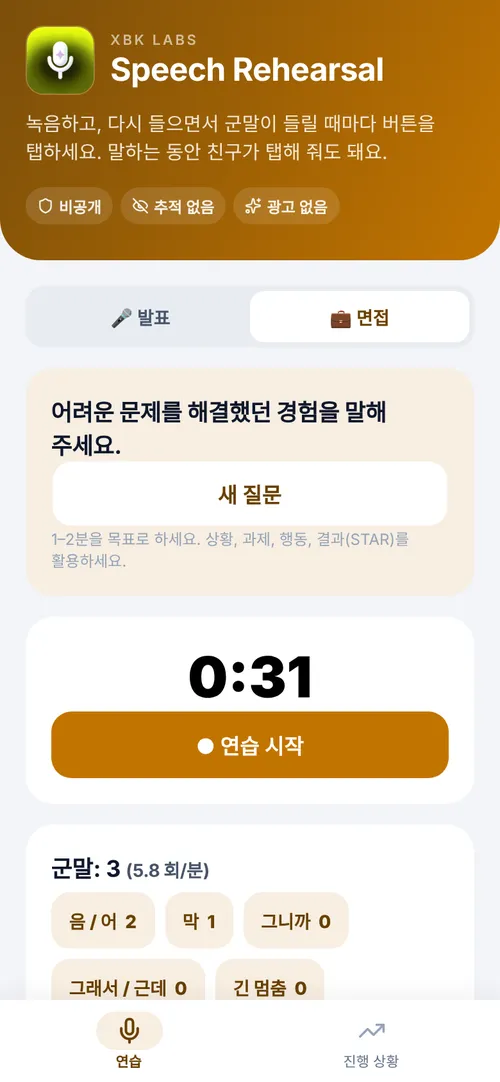 XBK LABS
Speech Rehearsal
녹음하고, 다시 들으면서 군말이 들릴 때마다 버튼을
탭하세요. 말하는 동안 친구가 탭해 줘도 돼요.
비공개 추적 없음 광고 없음
발표 면접
어려운 문제를 해결했던 경험을 말해
주세요.
새 질문
1–2분을 목표로 하세요. 상황, 과제, 행동, 결과(STAR)를
활용하세요.
0:31
연습 시작
군말: 3 (5.8 회/분)
음 / 어 2 막 1 그니까 0
그래서 / 근데 0 긴 멈춤 0
연습 진행 상황